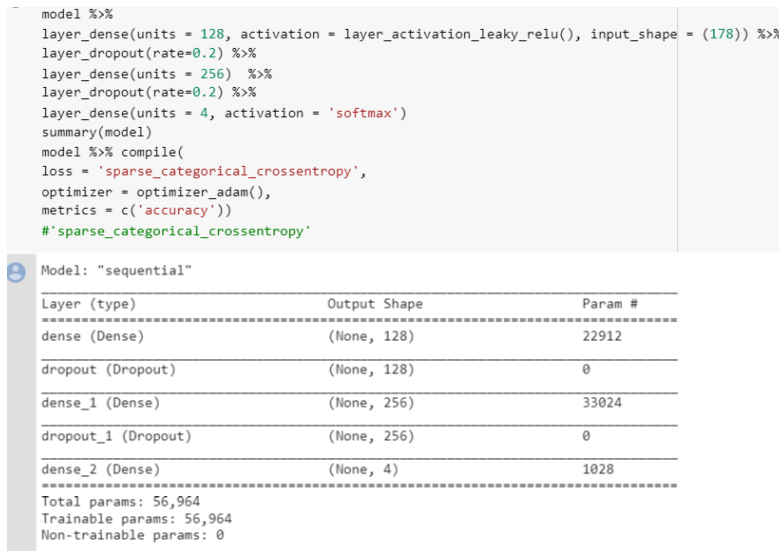 model %>%
layer_dense(units = 128, activation = layer_activation_leaky_relu(), input_shape = (178)) %>%
layer_dropout(rate=0.2) %>%
layer_dense(units = 256)  %>%
layer_dropout(rate=0.2) %>%
layer_dense(units = 4, activation = 'softmax')
summary(model)
model %>% compile(
loss = 'sparse_categorical_crossentropy',
optimizer = optimizer_adam(),
metrics = c('accuracy'))
#'sparse_categorical_crossentropy'
Model: "sequential"
Layer (type) Output Shape Param #
dense (Dense) (None, 128) 22912
dropout (Dropout) (None, 128) 0
dense_1 (Dense) (None, 256) 33024
dropout_1 (Dropout) (None, 256) 0
dense_2 (Dense) (None, 4) 1028
Total params: 56,964
Trainable params: 56,964
Non-trainable params: 0